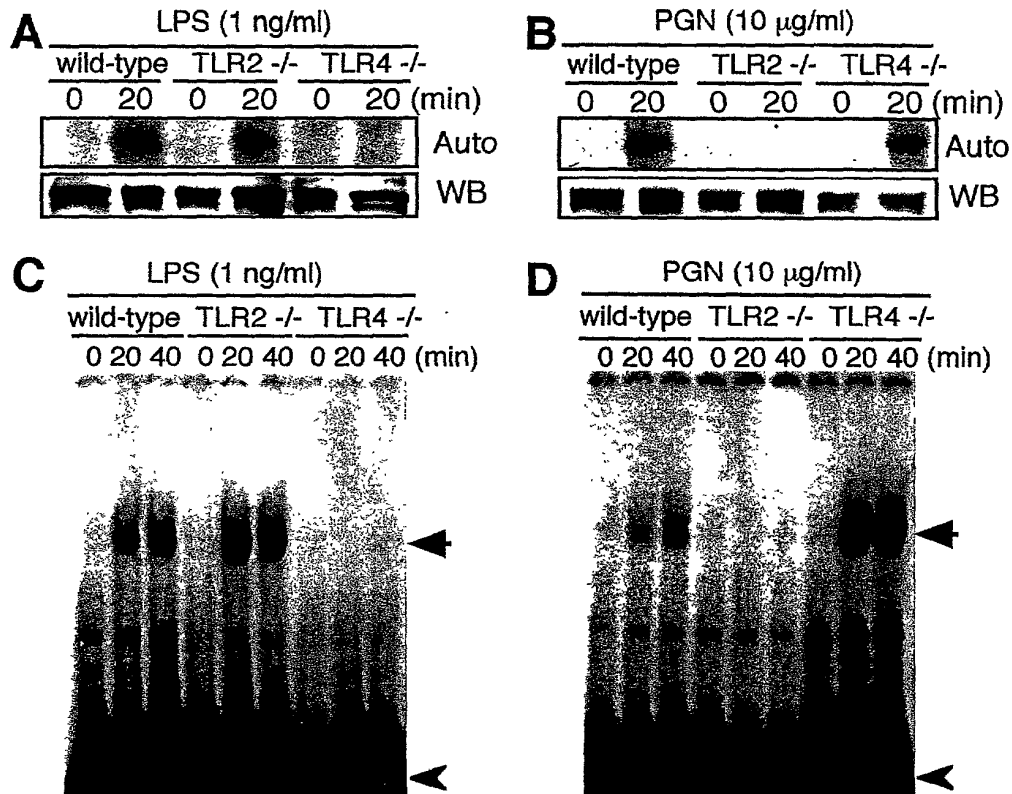 A
LPS (1 ng/ml)
wild-type TLR2 -/- TLR4 -/-
0 20 0 20 0 20 (min)
Auto
WB
B
PGN (10 µg/ml)
wild-type TLR2 -/- TLR4 -/-
0 20 0 20 0 20 (min)
Auto
WB
C
LPS (1 ng/ml)
wild-type TLR2 -/- TLR4 -/-
0 20 40 0 20 40 0 20 40 (min)
D
PGN (10 µg/ml)
wild-type TLR2 -/- TLR4 -/-
0 20 40 0 20 40 0 20 40 (min)